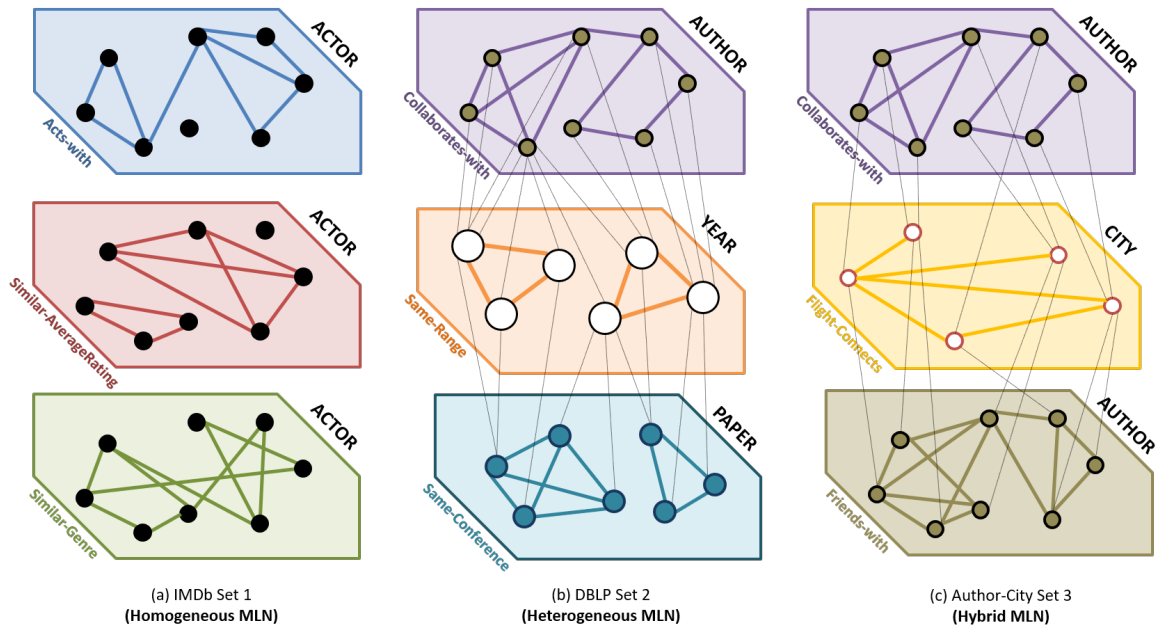 ACTOR
Acts-with
ACTOR
Similar-AverageRating
ACTOR
Similar-Genre
(a) IMDb Set 1
(Homogeneous MLN)
AUTHOR
Collaborates-with
YEAR
Same-Range
PAPER
Same-Conference
(b) DBLP Set 2
(Heterogeneous MLN)
AUTHOR
Collaborates-with
CITY
Flight-Connects
AUTHOR
Friends-with
(c) Author-City Set 3
(Hybrid MLN)